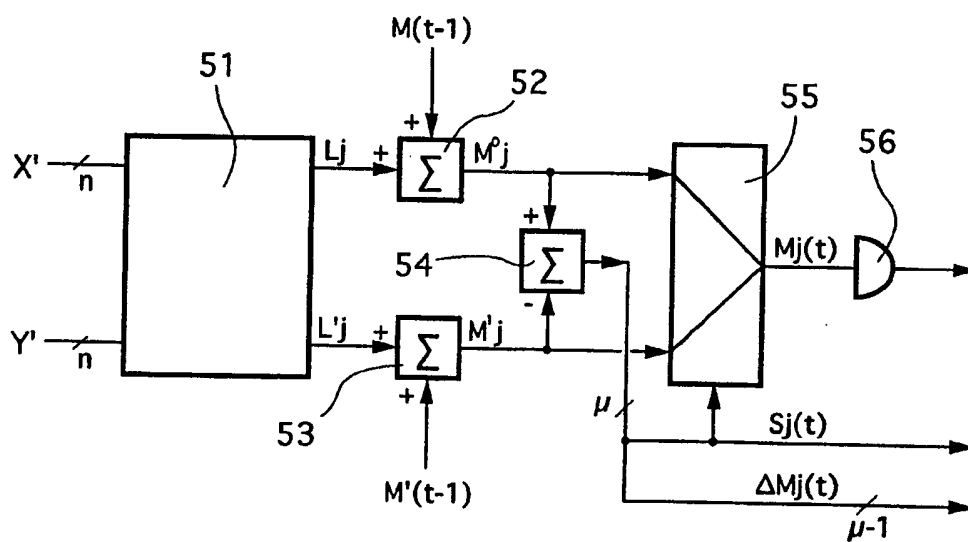 M(t-1)
51
52
55
56
X'
n
Lj
+
+
Σ
M°j
+
54
Σ
-
Mj(t)
Y'
n
L'j
+
Σ
+
M'j
53
M'(t-1)
μ
Sj(t)
ΔMj(t)
μ-1